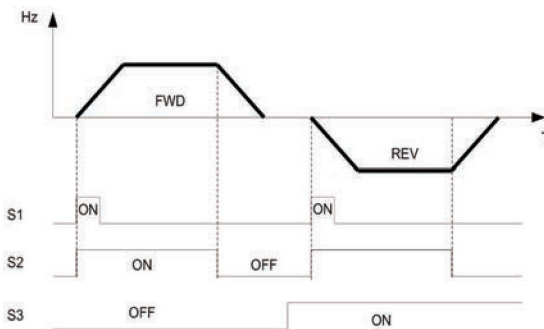 Hz
FWD
T
REV
S1 ON ON
S2 ON OFF
S3 OFF ON